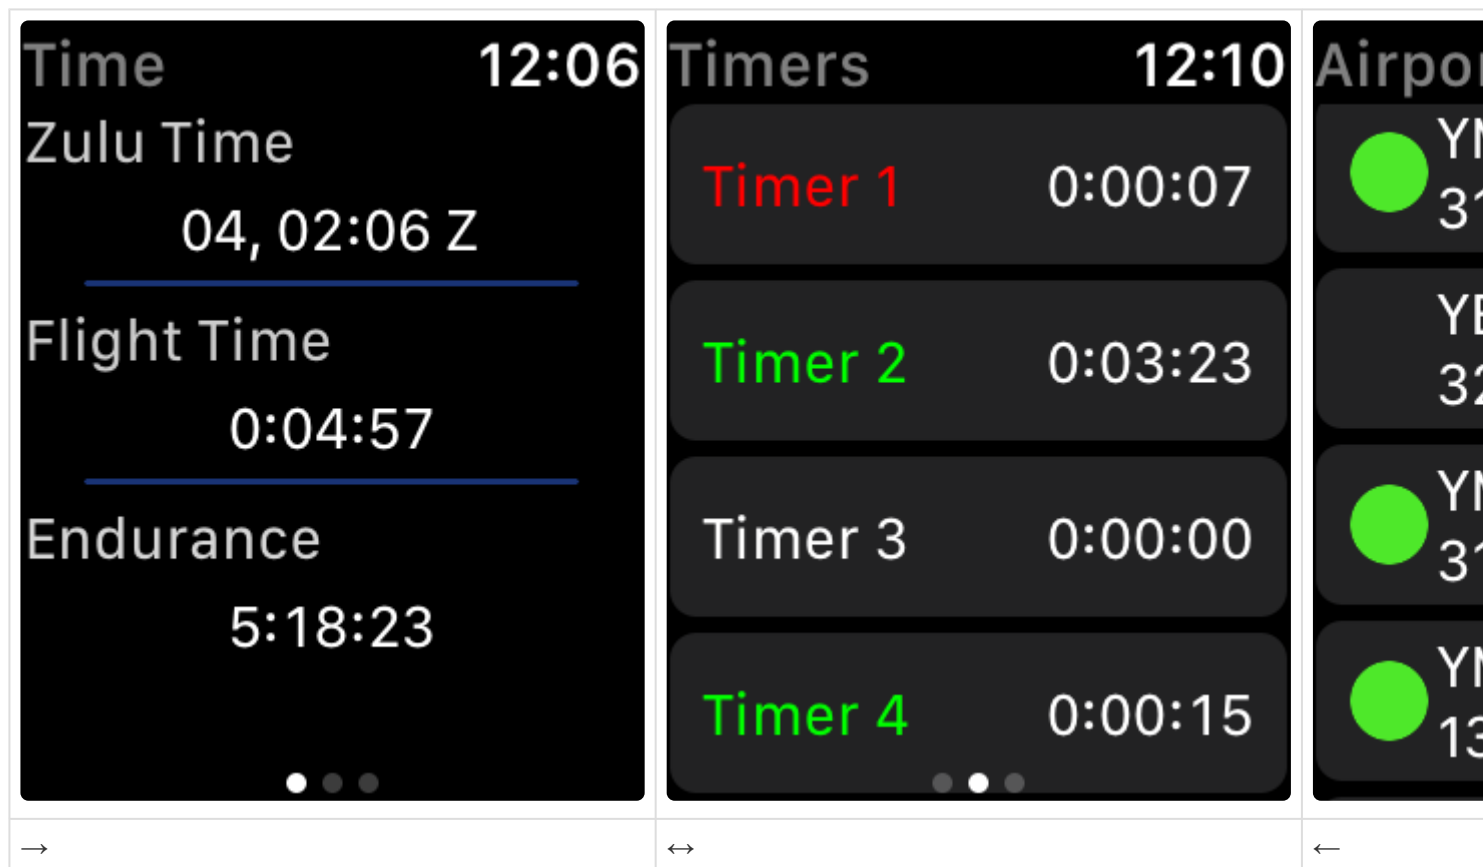 Time 12:06
Zulu Time
04, 02:06 Z
Flight Time
0:04:57
Endurance
5:18:23
→
Timers 12:10
Timer 1 0:00:07
Timer 2 0:03:23
Timer 3 0:00:00
Timer 4 0:00:15
↔
←